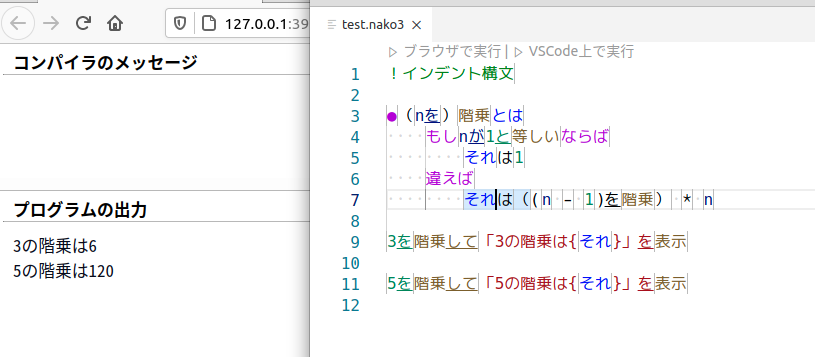 127.0.0.1:39
コンパイラのメッセージ
プログラムの出力
3の階乗は6
5の階乗は120
test.nako3
ブラウザで実行 | VSCode上で実行
1 ！インデント構文
2
3 ●（nを）階乗とは
4 もしnが1と等しいならば
5 それは1
6 違えば
7 それは（(n - 1)を階乗） * n
8
9 3を階乗して「3の階乗は{それ}」を表示
10
11 5を階乗して「5の階乗は{それ}」を表示
12